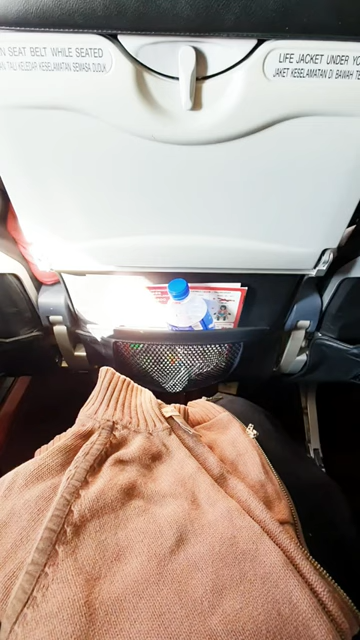 N SEAT BELT WHILE SEATED
N TALI KELEDAR KESELAMATAN SEMASA DUDUK
LIFE JACKET UNDER YO
JAKET KESELAMATAN DI BAWAH TE